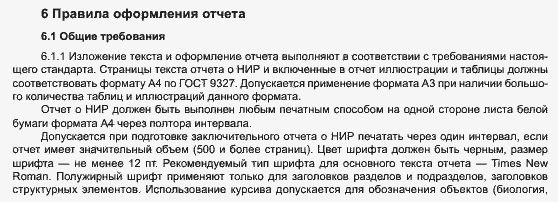 6 Правила оформления отчета
6.1 Общие требования
6.1.1 Изложение текста и оформление отчета выполняют в соответствии с требованиями настоя-
щего стандарта. Страницы текста отчета о НИР и включенные в отчет иллюстрации и таблицы должны
соответствовать формату А4 по ГОСТ 9327. Допускается применение формата А3 при наличии большо-
го количества таблиц и иллюстраций данного формата.
Отчет о НИР должен быть выполнен любым печатным способом на одной стороне листа белой
бумаги формата А4 через полтора интервала.
Допускается при подготовке заключительного отчета о НИР печатать через один интервал, если
отчет имеет значительный объем (500 и более страниц). Цвет шрифта должен быть черным, размер
шрифта — не менее 12 пт. Рекомендуемый тип шрифта для основного текста отчета — Times New
Roman. Полужирный шрифт применяют только для заголовков разделов и подразделов, заголовков
структурных элементов. Использование курсива допускается для обозначения объектов (биология,